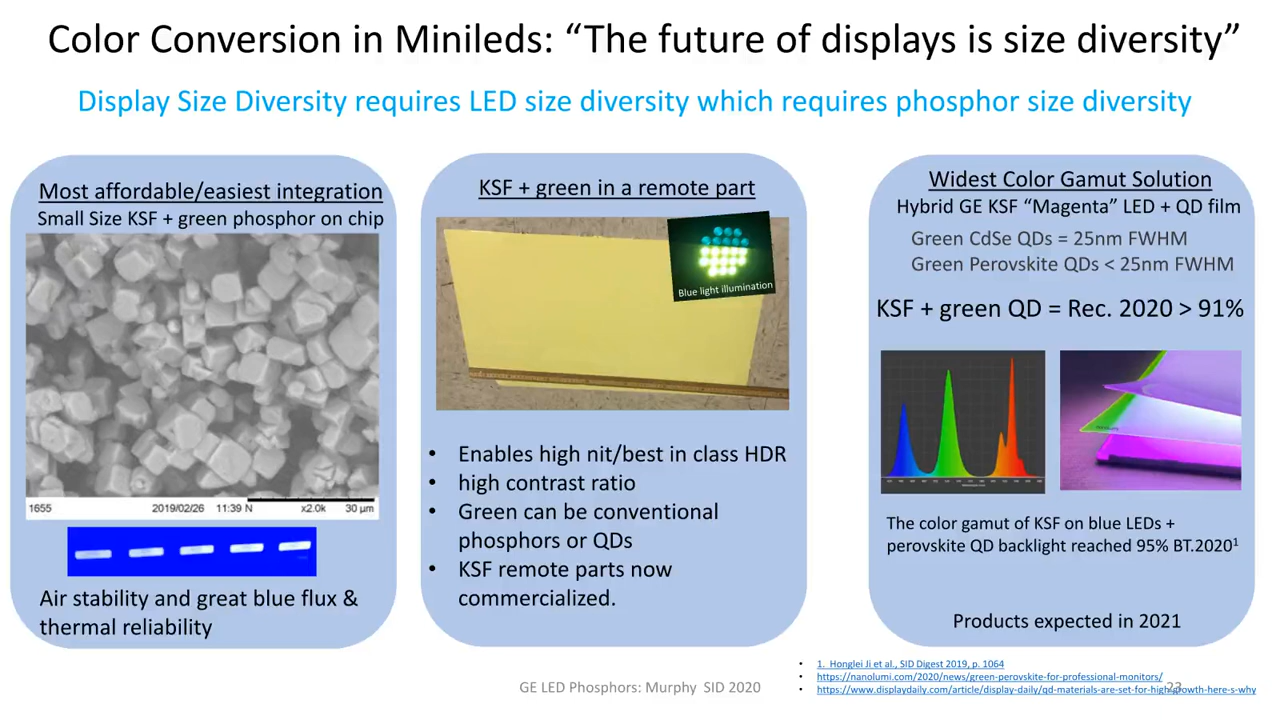 Color Conversion in Minileds: “The future of displays is size diversity”
Display Size Diversity requires LED size diversity which requires phosphor size diversity
Most affordable/easiest integration
Small Size KSF + green phosphor on chip
1655 2019/02/26 11:39 N x2.0k 30 μm
Air stability and great blue flux &
thermal reliability
KSF + green in a remote part
Blue light illumination
• Enables high nit/best in class HDR
• high contrast ratio
• Green can be conventional
phosphors or QDs
• KSF remote parts now
commercialized.
Widest Color Gamut Solution
Hybrid GE KSF “Magenta” LED + QD film
Green CdSe QDs = 25nm FWHM
Green Perovskite QDs < 25nm FWHM
KSF + green QD = Rec. 2020 > 91%
The color gamut of KSF on blue LEDs +
perovskite QD backlight reached 95% BT.2020¹
Products expected in 2021
• 1. Honglei Ji et al., SID Digest 2019, p. 1064
• https://nanolumi.com/2020/news/green-perovskite-for-professional-monitors/
• https://www.displaydaily.com/article/display-daily/qd-materials-are-set-for-high-growth-here-s-why
GE LED Phosphors: Murphy SID 2020
23